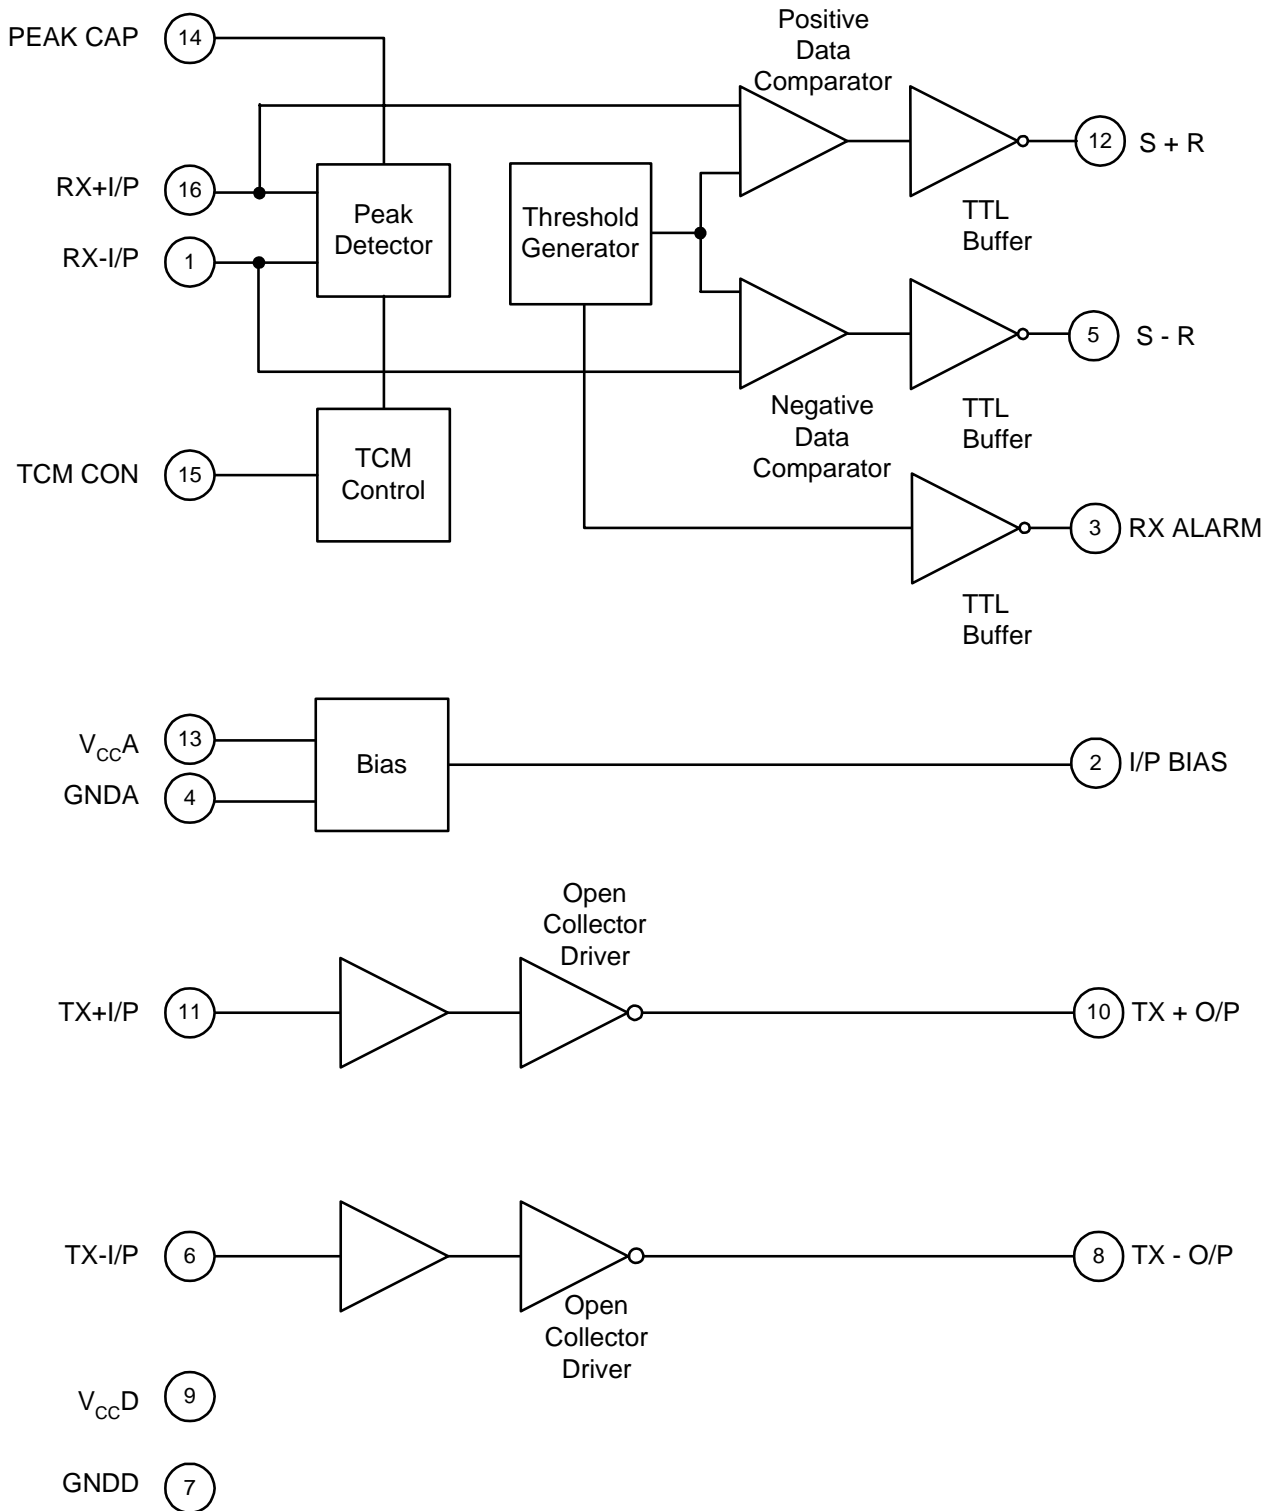 PEAK CAP 14
Positive
Data
Comparator
RX+I/P 16
Peak
Detector
Threshold
Generator
12 S + R
TTL
Buffer
RX-I/P 1
5 S - R
Negative
Data
Comparator
TTL
Buffer
TCM CON 15
TCM
Control
3 RX ALARM
TTL
Buffer
VCCA 13
GNDA 4
Bias
2 I/P BIAS
Open
Collector
Driver
TX+I/P 11
10 TX + O/P
TX-I/P 6
8 TX - O/P
Open
Collector
Driver
VCCD 9
GNDD 7